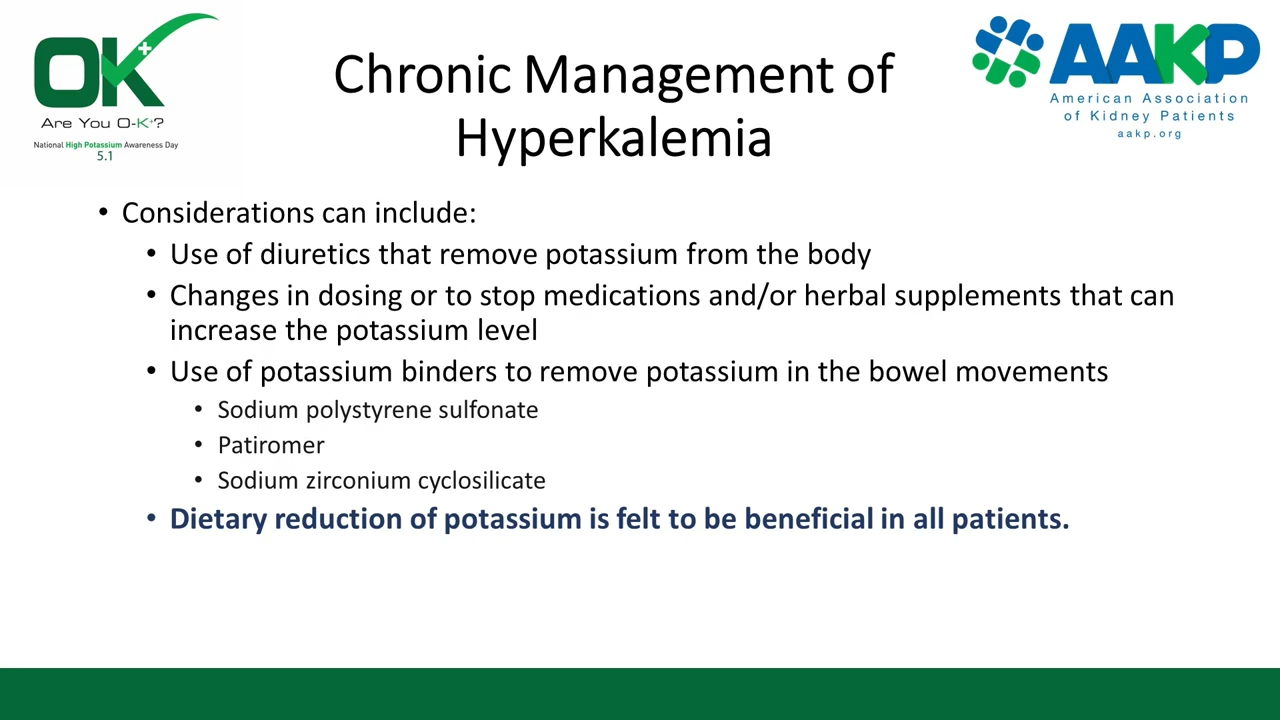 OK+
Are You O-K+?
National High Potassium Awareness Day
5.1
Chronic Management of
Hyperkalemia
AAKP
American Association
of Kidney Patients
aakp.org
• Considerations can include:
• Use of diuretics that remove potassium from the body
• Changes in dosing or to stop medications and/or herbal supplements that can
increase the potassium level
• Use of potassium binders to remove potassium in the bowel movements
• Sodium polystyrene sulfonate
• Patiromer
• Sodium zirconium cyclosilicate
• Dietary reduction of potassium is felt to be beneficial in all patients.